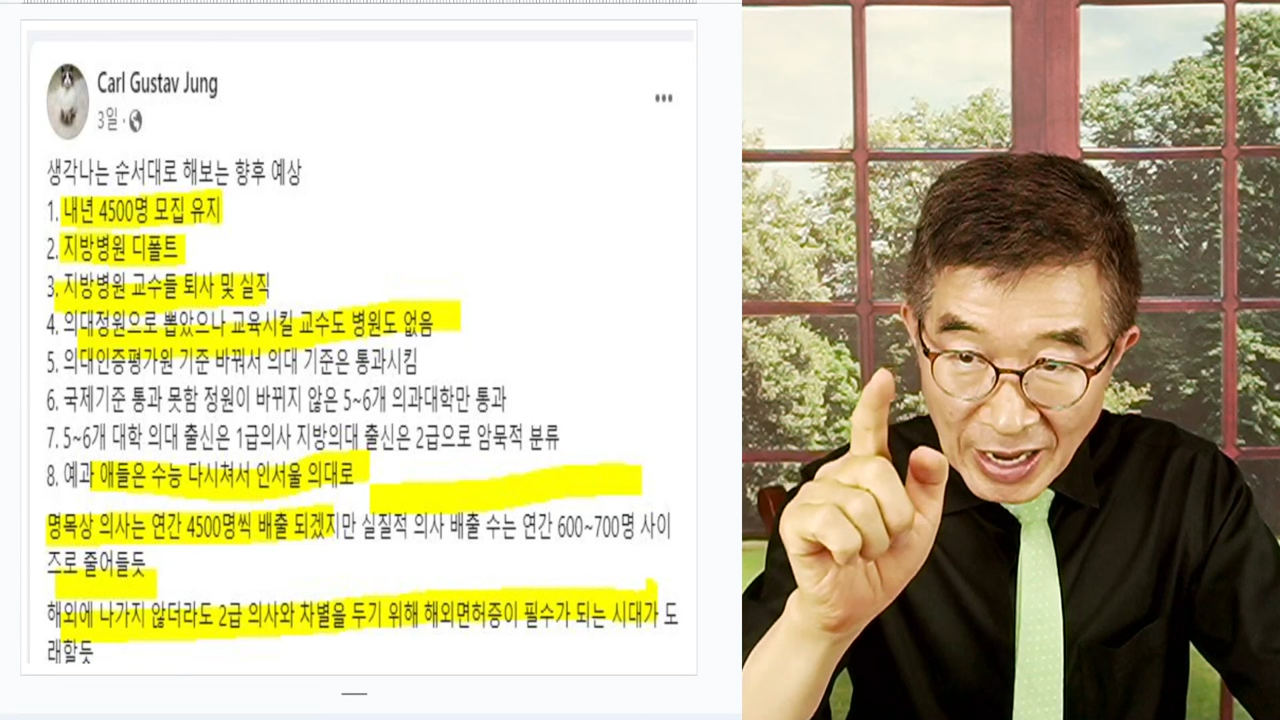 Carl Gustav Jung
3일 ·
생각나는 순서대로 해보는 향후 예상
1. 내년 4500명 모집 유지
2. 지방병원 디폴트
3. 지방병원 교수들 퇴사 및 실직
4. 의대정원으로 뽑았으나 교육시킬 교수도 병원도 없음
5. 의대인증평가원 기준 바꿔서 의대 기준은 통과시킴
6. 국제기준 통과 못함 정원이 바뀌지 않은 5~6개 의과대학만 통과
7. 5~6개 대학 의대 출신은 1급의사 지방의대 출신은 2급으로 암묵적 분류
8. 예과 애들은 수능 다시쳐서 인서울 의대로
명목상 의사는 연간 4500명씩 배출 되겠지만 실질적 의사 배출 수는 연간 600~700명 사이
즈로 줄어들듯
해외에 나가지 않더라도 2급 의사와 차별을 두기 위해 해외면허증이 필수가 되는 시대가 도
래할듯